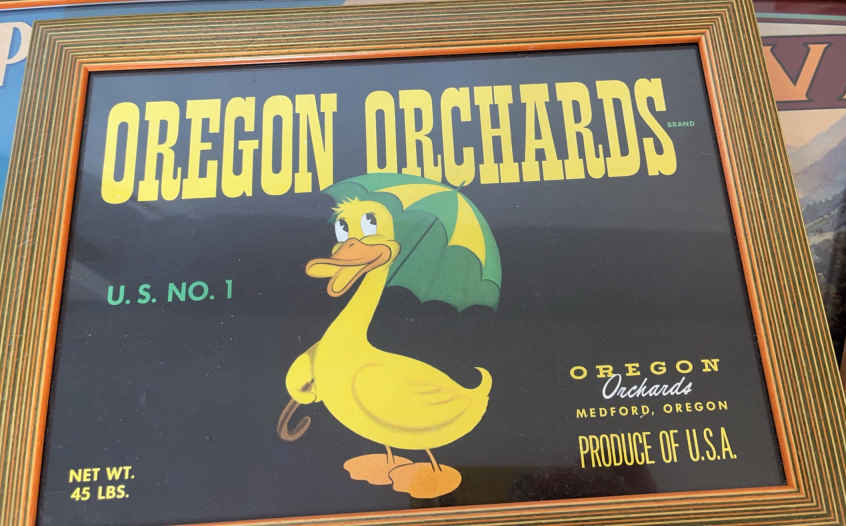 OREGON ORCHARDS
BRAND
U.S. NO. 1
OREGON
Orchards
MEDFORD, OREGON
PRODUCE OF U.S.A.
NET WT.
45 LBS.